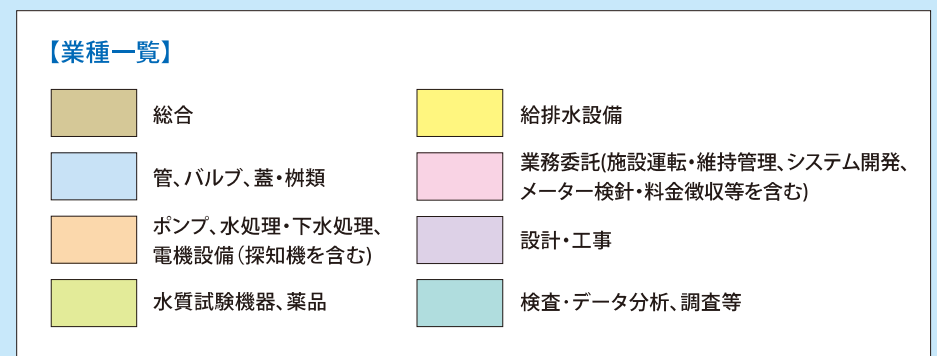 【業種一覧】
総合
管、バルブ、蓋・桝類
ポンプ、水処理・下水処理、
電機設備（探知機を含む)
水質試験機器、薬品
給排水設備
業務委託(施設運転・維持管理、システム開発、
メーター検針・料金徴収等を含む)
設計・工事
検査・データ分析、調査等